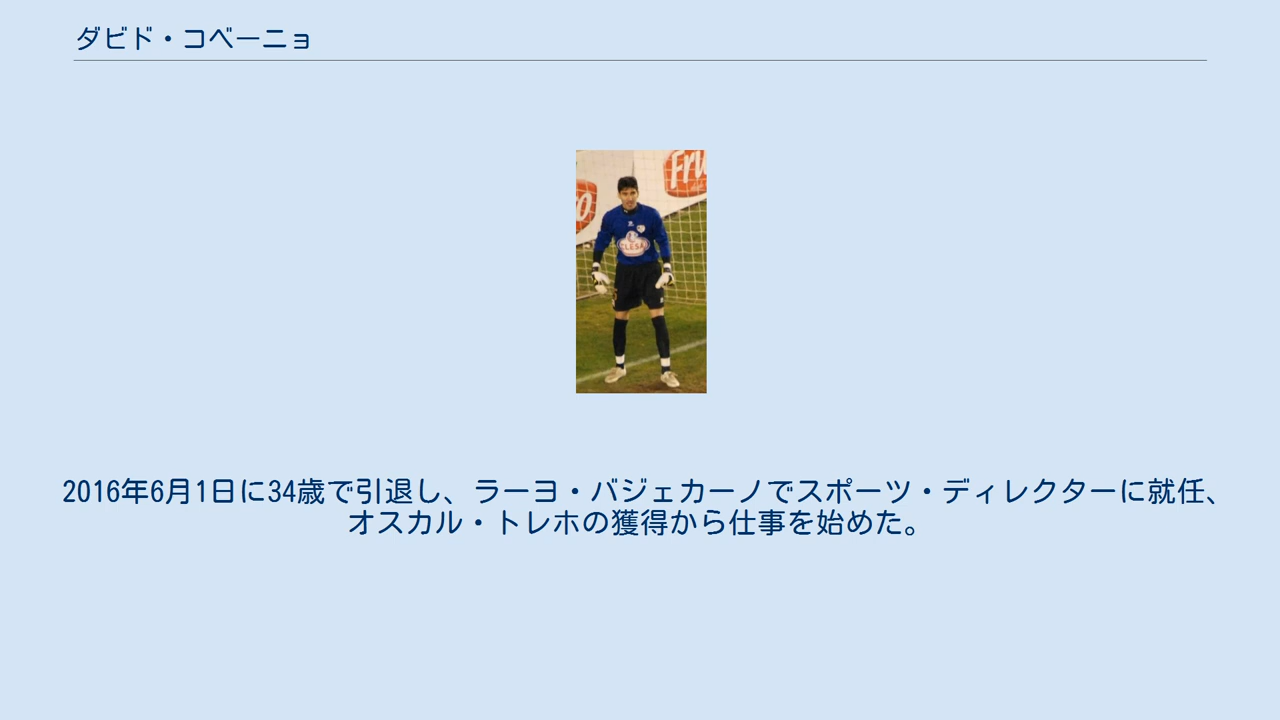 ダビド・コベーニョ
Fru
o
CLESA
2016年6月1日に34歳で引退し、ラーヨ・バジェカーノでスポーツ・ディレクターに就任、
オスカル・トレホの獲得から仕事を始めた。